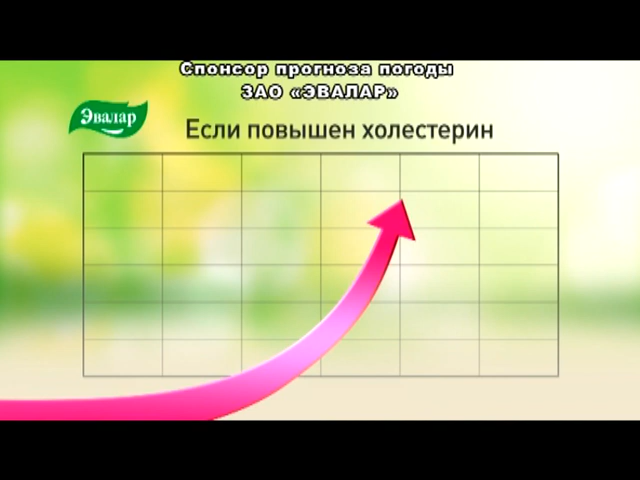 Спонсор прогноза погоды
ЗАО «ЭВАЛАР»
Эвалар
Если повышен холестерин